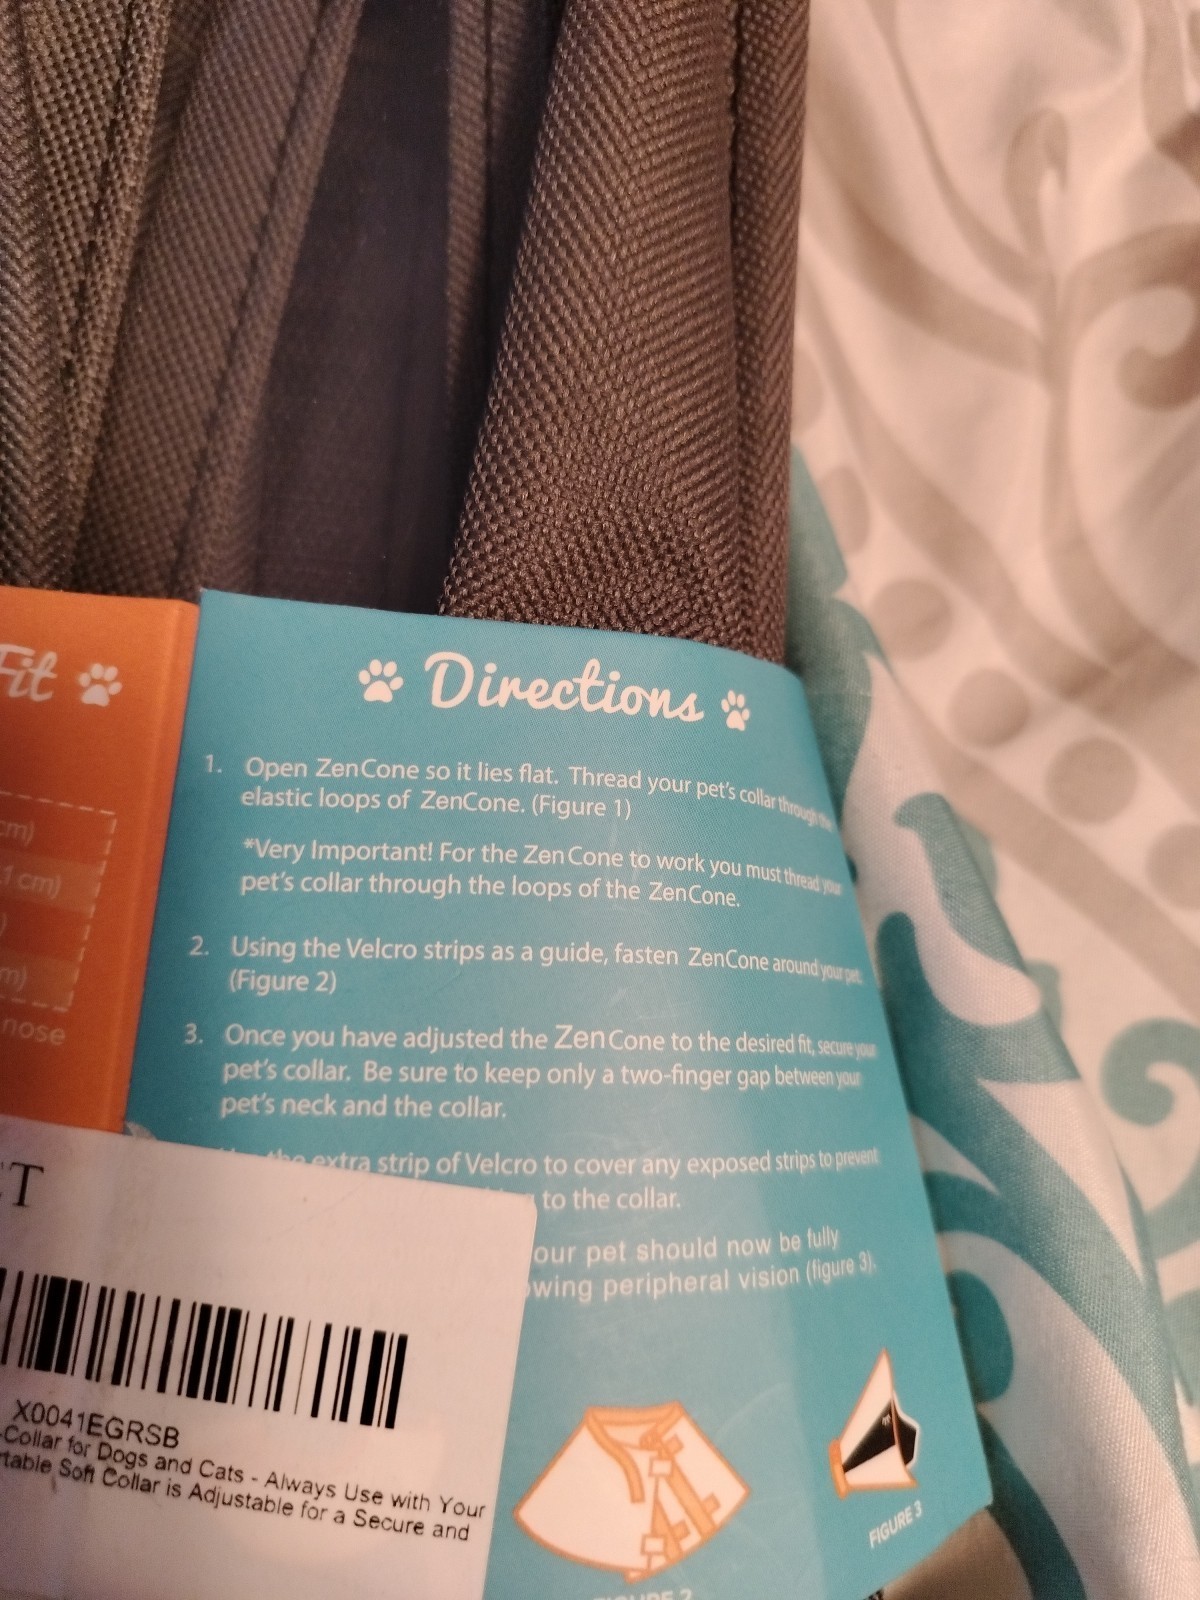 Fit
cm)
.1 cm)
)
m)
nose
Directions
1. Open ZenCone so it lies flat. Thread your pet's collar through the
elastic loops of ZenCone. (Figure 1)
*Very Important! For the ZenCone to work you must thread your
pet's collar through the loops of the ZenCone.
2. Using the Velcro strips as a guide, fasten ZenCone around your pet.
(Figure 2)
3. Once you have adjusted the ZenCone to the desired fit, secure your
pet's collar. Be sure to keep only a two-finger gap between your
pet's neck and the collar.
the extra strip of Velcro to cover any exposed strips to prevent
to the collar.
our pet should now be fully
wing peripheral vision (figure 3).
FIGURE 2
FIGURE 3
CT
X0041EGRSB
-Collar for Dogs and Cats - Always Use with Your
rtable Soft Collar is Adjustable for a Secure and